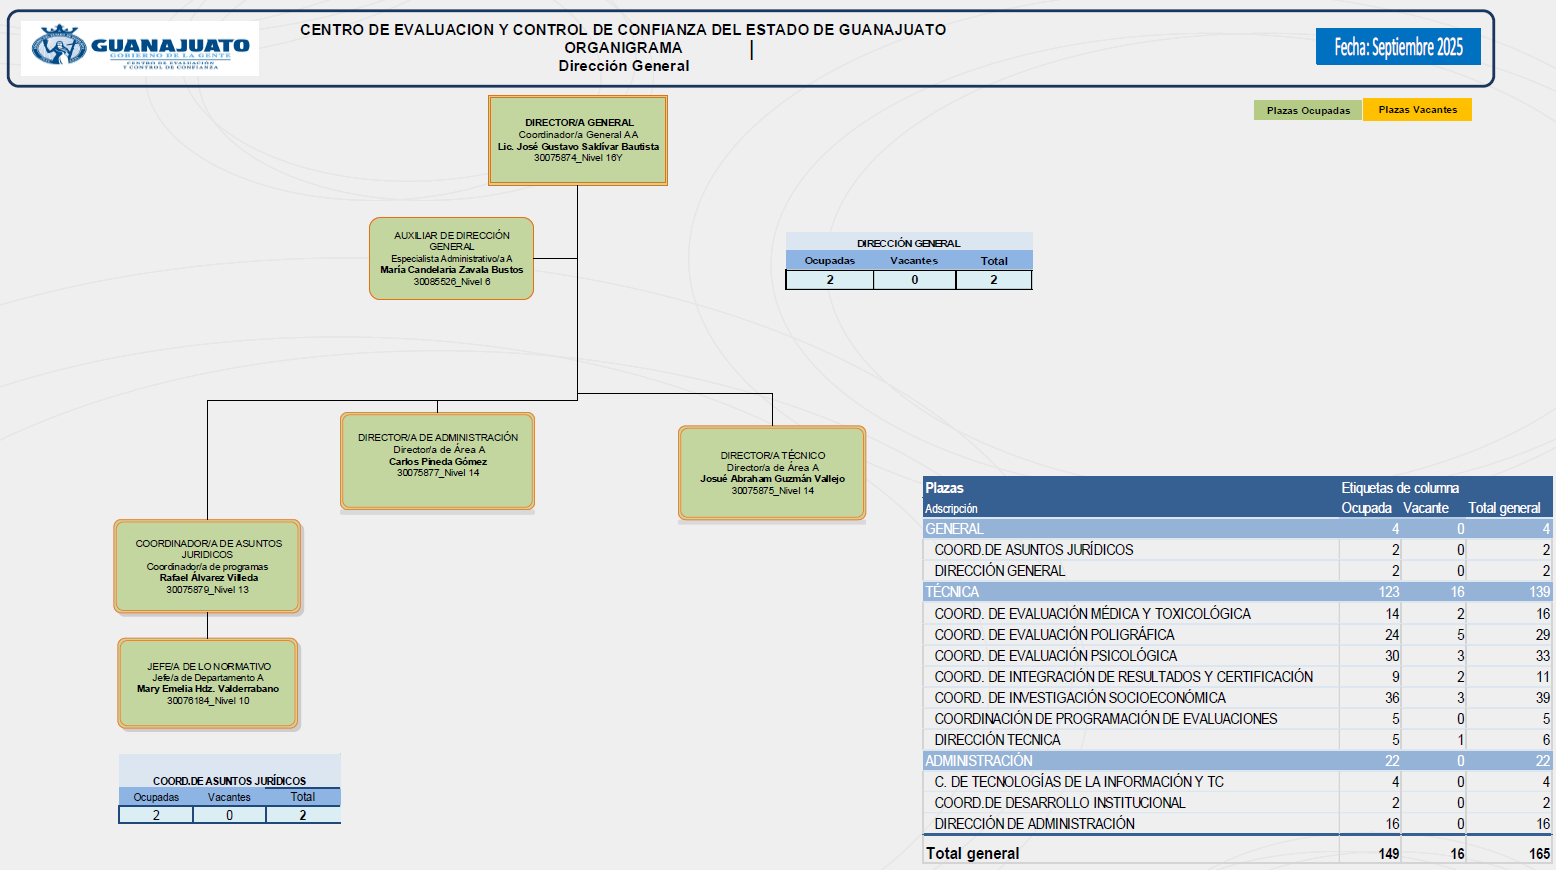 GUANAJUATO
GOBIERNO DE LA GENTE
CENTRO DE EVALUACIÓN
Y CONTROL DE CONFIANZA
CENTRO DE EVALUACION Y CONTROL DE CONFIANZA DEL ESTADO DE GUANAJUATO
ORGANIGRAMA
Dirección General
Fecha: Septiembre 2025
Plazas Ocupadas
Plazas Vacantes
DIRECTOR/A GENERAL
Coordinador/a General AA
Lic. José Gustavo Saldívar Bautista
30075874_Nivel 16Y
AUXILIAR DE DIRECCIÓN
GENERAL
Especialista Administrativo/a A
María Candelaria Zavala Bustos
30085526_Nivel 6
DIRECCIÓN GENERAL
Ocupadas Vacantes Total
2 0 2
DIRECTOR/A DE ADMINISTRACIÓN
Director/a de Área A
Carlos Pineda Gómez
30075877_Nivel 14
DIRECTOR/A TÉCNICO
Director/a de Área A
Josué Abraham Guzmán Vallejo
30075875_Nivel 14
COORDINADOR/A DE ASUNTOS
JURIDICOS
Coordinador/a de programas
Rafael Álvarez Villeda
30075879_Nivel 13
JEFE/A DE LO NORMATIVO
Jefe/a de Departamento A
Mary Emelia Hdz. Valderrabano
30076184_Nivel 10
COORD.DE ASUNTOS JURÍDICOS
Ocupadas Vacantes Total
2 0 2
Plazas Etiquetas de columna
Adscripción Ocupada Vacante Total general
GENERAL 4 0 4
COORD.DE ASUNTOS JURÍDICOS 2 0 2
DIRECCIÓN GENERAL 2 0 2
TÉCNICA 123 16 139
COORD. DE EVALUACIÓN MÉDICA Y TOXICOLÓGICA 14 2 16
COORD. DE EVALUACIÓN POLIGRÁFICA 24 5 29
COORD. DE EVALUACIÓN PSICOLÓGICA 30 3 33
COORD. DE INTEGRACIÓN DE RESULTADOS Y CERTIFICACIÓN 9 2 11
COORD. DE INVESTIGACIÓN SOCIOECONÓMICA 36 3 39
COORDINACIÓN DE PROGRAMACIÓN DE EVALUACIONES 5 0 5
DIRECCIÓN TECNICA 5 1 6
ADMINISTRACIÓN 22 0 22
C. DE TECNOLOGÍAS DE LA INFORMACIÓN Y TC 4 0 4
COORD.DE DESARROLLO INSTITUCIONAL 2 0 2
DIRECCIÓN DE ADMINISTRACIÓN 16 0 16
Total general 149 16 165